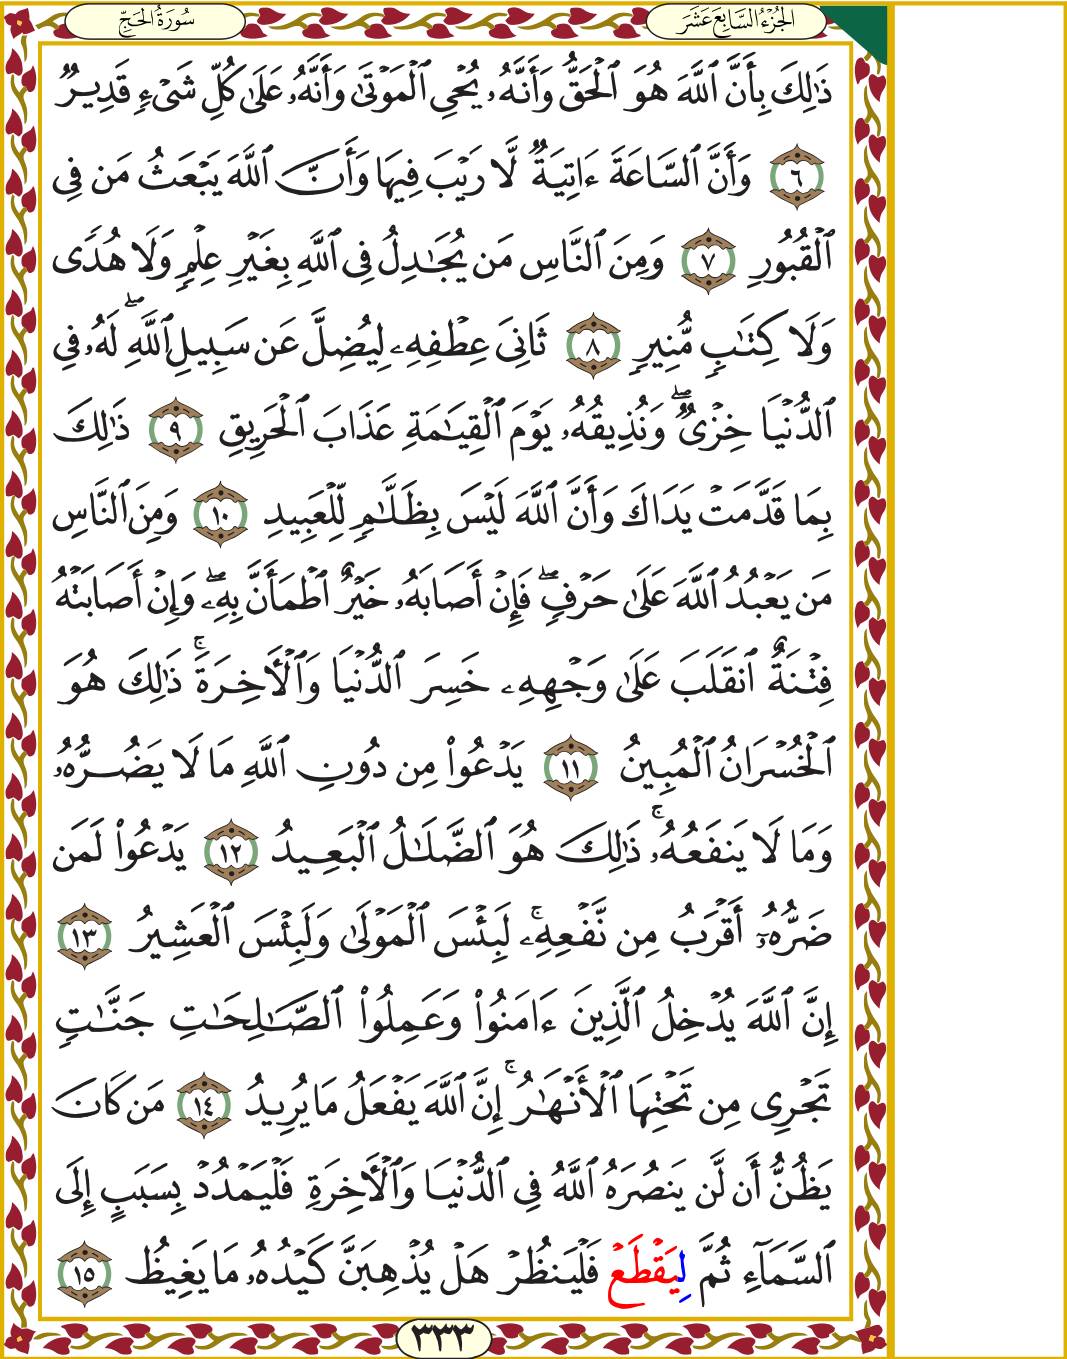 الجُزْءُ السَّابِعَ عَشَرَ
سُورَةُ الحَجِّ
ذَٰلِكَ بِأَنَّ ٱللَّهَ هُوَ ٱلْحَقُّ وَأَنَّهُۥ يُحْيِ ٱلْمَوْتَىٰ وَأَنَّهُۥ عَلَىٰ كُلِّ شَىْءٍۢ قَدِيرٌۭ
٦ وَأَنَّ ٱلسَّاعَةَ ءَاتِيَةٌۭ لَّا رَيْبَ فِيهَا وَأَنَّ ٱللَّهَ يَبْعَثُ مَن فِى
ٱلْقُبُورِ ٧ وَمِنَ ٱلنَّاسِ مَن يُجَـٰدِلُ فِى ٱللَّهِ بِغَيْرِ عِلْمٍۢ وَلَا هُدًۭى
وَلَا كِتَـٰبٍۢ مُّنِيرٍۢ ٨ ثَانِىَ عِطْفِهِۦ لِيُضِلَّ عَن سَبِيلِ ٱللَّهِ ۖ لَهُۥ فِى
ٱلدُّنْيَا خِزْىٌۭ ۖ وَنُذِيقُهُۥ يَوْمَ ٱلْقِيَـٰمَةِ عَذَابَ ٱلْحَرِيقِ ٩ ذَٰلِكَ
بِمَا قَدَّمَتْ يَدَاكَ وَأَنَّ ٱللَّهَ لَيْسَ بِظَلَّـٰمٍۢ لِّلْعَبِيدِ ١٠ وَمِنَ ٱلنَّاسِ
مَن يَعْبُدُ ٱللَّهَ عَلَىٰ حَرْفٍۢ ۖ فَإِنْ أَصَابَهُۥ خَيْرٌ ٱطْمَأَنَّ بِهِۦ ۖ وَإِنْ أَصَابَتْهُ
فِتْنَةٌ ٱنقَلَبَ عَلَىٰ وَجْهِهِۦ خَسِرَ ٱلدُّنْيَا وَٱلْـَٔاخِرَةَ ۚ ذَٰلِكَ هُوَ
ٱلْخُسْرَانُ ٱلْمُبِينُ ١١ يَدْعُوا۟ مِن دُونِ ٱللَّهِ مَا لَا يَضُرُّهُۥ
وَمَا لَا يَنفَعُهُۥ ۚ ذَٰلِكَ هُوَ ٱلضَّلَـٰلُ ٱلْبَعِيدُ ١٢ يَدْعُوا۟ لَمَن
ضَرُّهُۥٓ أَقْرَبُ مِن نَّفْعِهِۦ ۚ لَبِئْسَ ٱلْمَوْلَىٰ وَلَبِئْسَ ٱلْعَشِيرُ ١٣
إِنَّ ٱللَّهَ يُدْخِلُ ٱلَّذِينَ ءَامَنُوا۟ وَعَمِلُوا۟ ٱلصَّـٰلِحَـٰتِ جَنَّـٰتٍۢ
تَجْرِى مِن تَحْتِهَا ٱلْأَنْهَـٰرُ ۚ إِنَّ ٱللَّهَ يَفْعَلُ مَا يُرِيدُ ١٤ مَن كَانَ
يَظُنُّ أَن لَّن يَنصُرَهُ ٱللَّهُ فِى ٱلدُّنْيَا وَٱلْـَٔاخِرَةِ فَلْيَمْدُدْ بِسَبَبٍ إِلَى
ٱلسَّمَآءِ ثُمَّ لِيَقْطَعْ فَلْيَنظُرْ هَلْ يُذْهِبَنَّ كَيْدُهُۥ مَا يَغِيظُ ١٥
٣٣٣